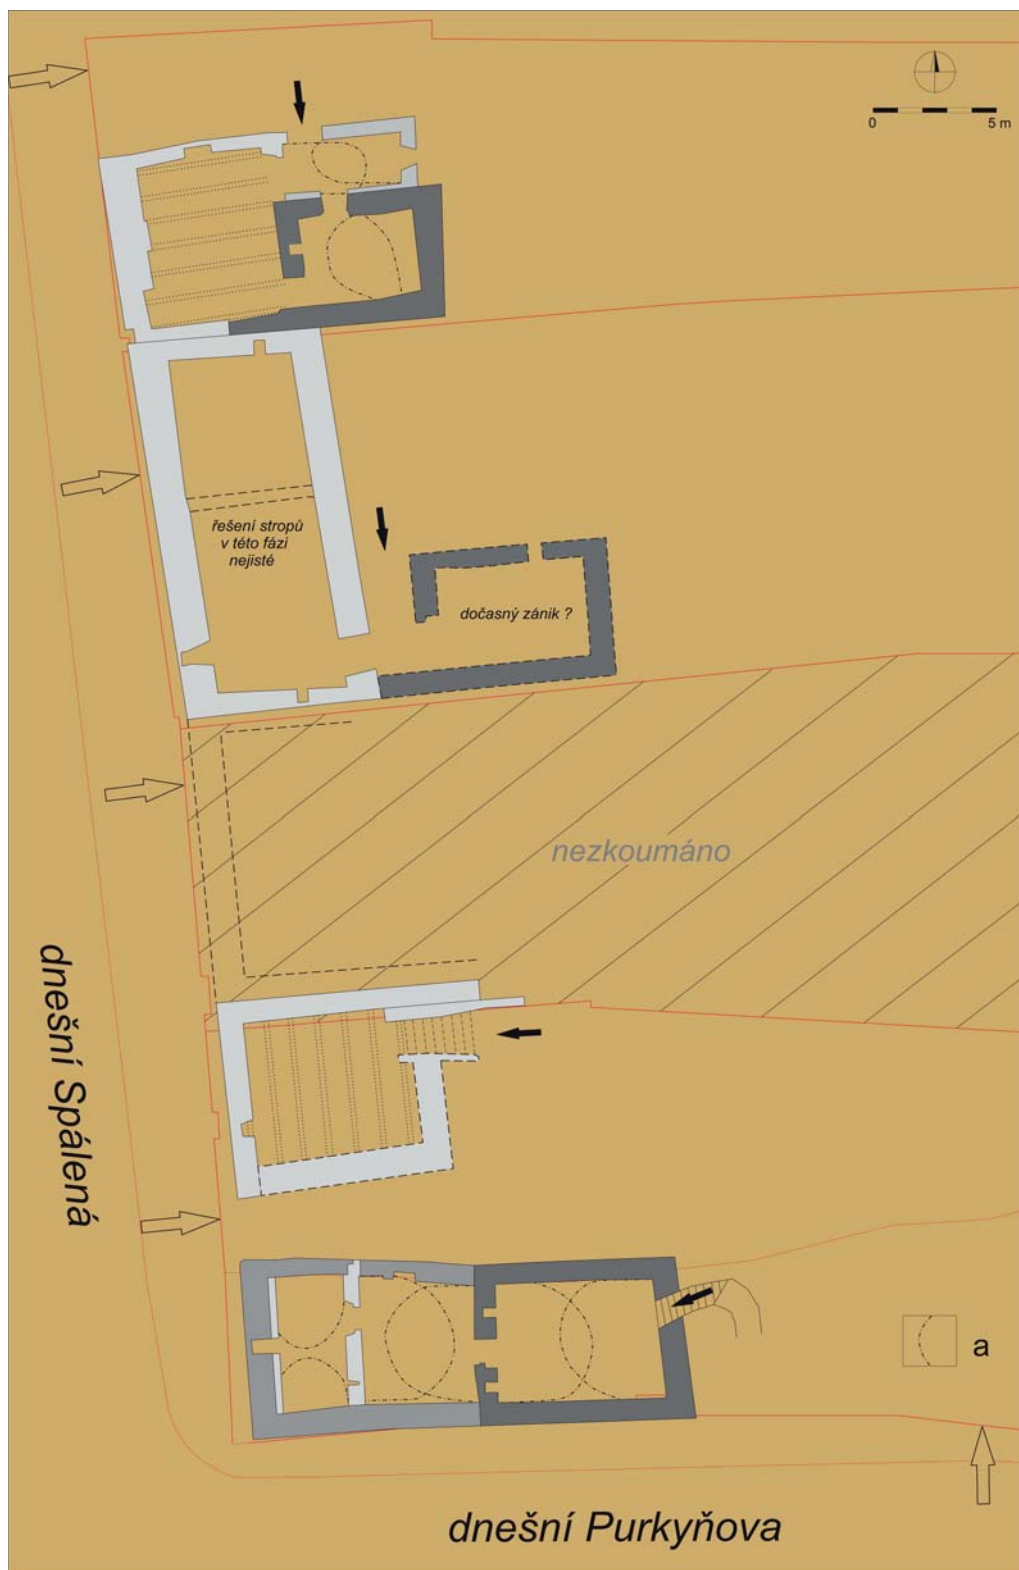 0 5 m
řešení stropů
v této fázi
nejisté
dočasný zánik ?
nezkoumáno
dnešní Spálená
a
dnešní Purkyňova